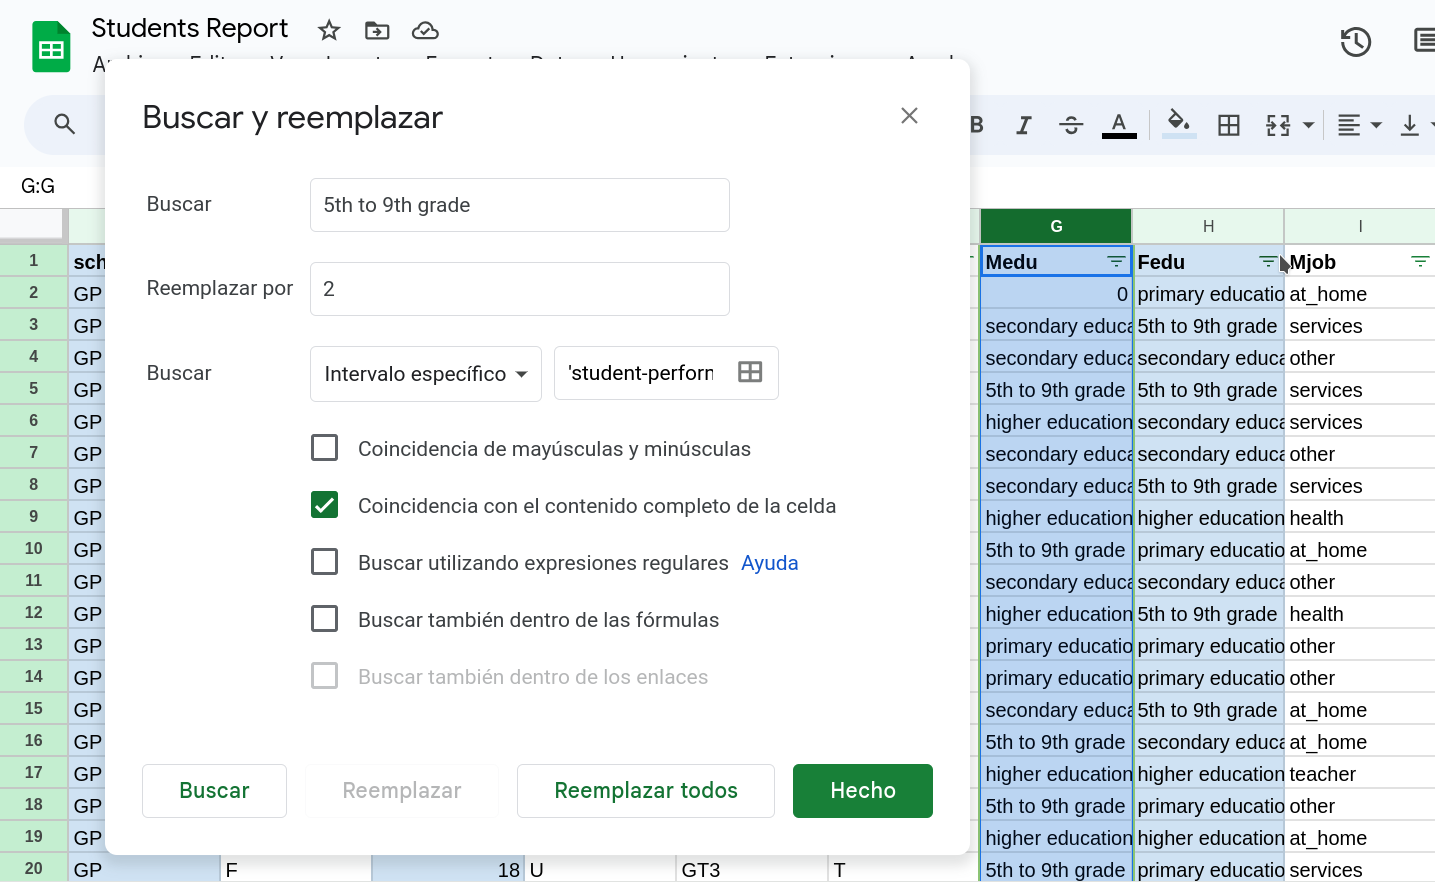 Students Report
Buscar y reemplazar
Buscar
5th to 9th grade
Reemplazar por
2
Buscar
Intervalo específico
'student-perforn
Coincidencia de mayúsculas y minúsculas
Coincidencia con el contenido completo de la celda
Buscar utilizando expresiones regulares Ayuda
Buscar también dentro de las fórmulas
Buscar también dentro de los enlaces
Buscar
Reemplazar
Reemplazar todos
Hecho
B I S A
G:G
G H I
1 sch Medu Fedu Mjob
2 GP 0 primary educatio at_home
3 GP secondary educa 5th to 9th grade services
4 GP secondary educa secondary educa other
5 GP 5th to 9th grade 5th to 9th grade services
6 GP higher education secondary educa services
7 GP secondary educa secondary educa other
8 GP secondary educa 5th to 9th grade services
9 GP higher education higher education health
10 GP 5th to 9th grade primary educatio at_home
11 GP secondary educa secondary educa other
12 GP higher education 5th to 9th grade health
13 GP primary educatio primary educatio other
14 GP primary educatio primary educatio other
15 GP secondary educa 5th to 9th grade at_home
16 GP 5th to 9th grade secondary educa at_home
17 GP higher education higher education teacher
18 GP 5th to 9th grade primary educatio other
19 GP higher education higher education at_home
20 GP F 18 U GT3 T 5th to 9th grade primary educatio services